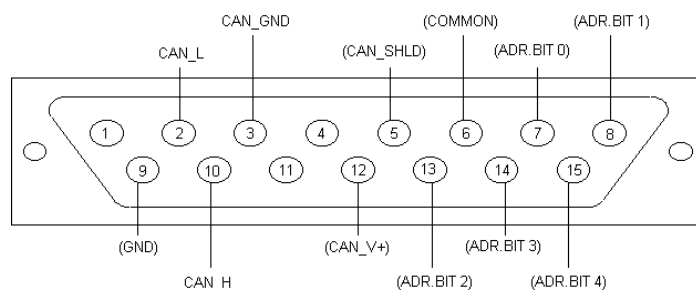 CAN_GND
(COMMON)
(ADR.BIT 1)
CAN_L
(CAN_SHLD)
(ADR.BIT 0)
1 2 3 4 5 6 7 8
9 10 11 12 13 14 15
(GND)
(CAN_V+)
(ADR.BIT 3)
CAN_H
(ADR.BIT 2)
(ADR.BIT 4)